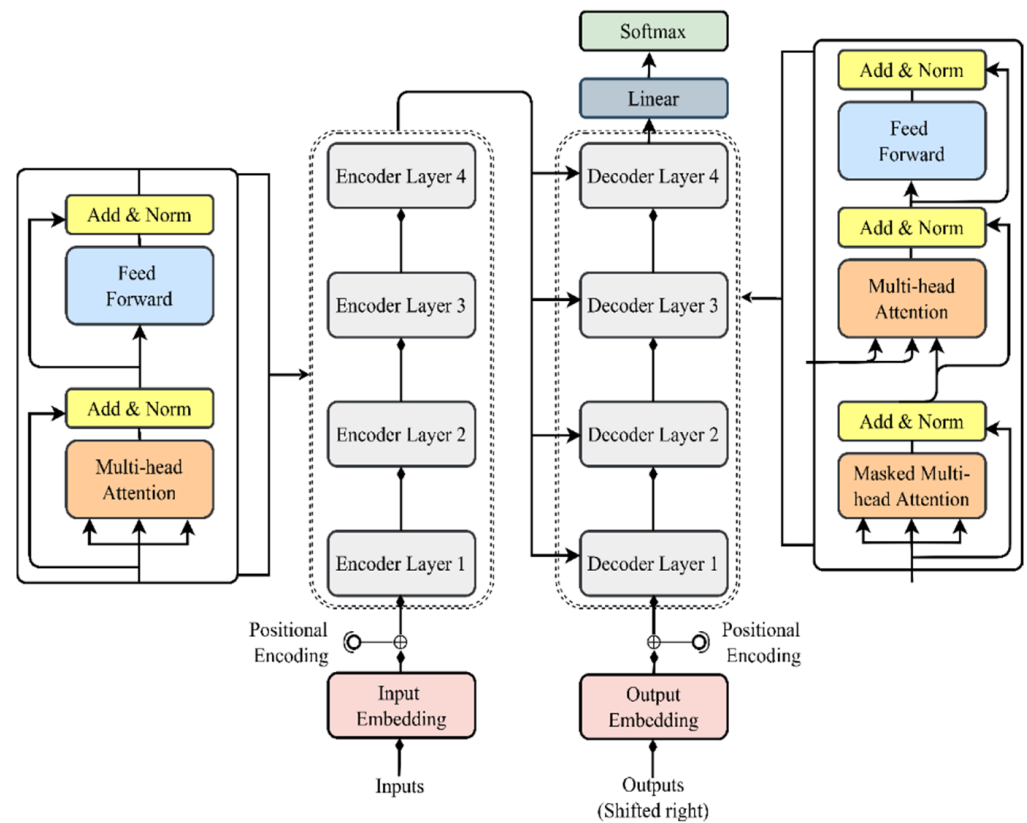 Softmax
Linear
Add & Norm
Feed
Forward
Add & Norm
Multi-head
Attention
Add & Norm
Masked Multi-
head Attention
Encoder Layer 4
Encoder Layer 3
Encoder Layer 2
Encoder Layer 1
Decoder Layer 4
Decoder Layer 3
Decoder Layer 2
Decoder Layer 1
Add & Norm
Feed
Forward
Add & Norm
Multi-head
Attention
Positional
Encoding
Positional
Encoding
Input
Embedding
Output
Embedding
Inputs
Outputs
(Shifted right)